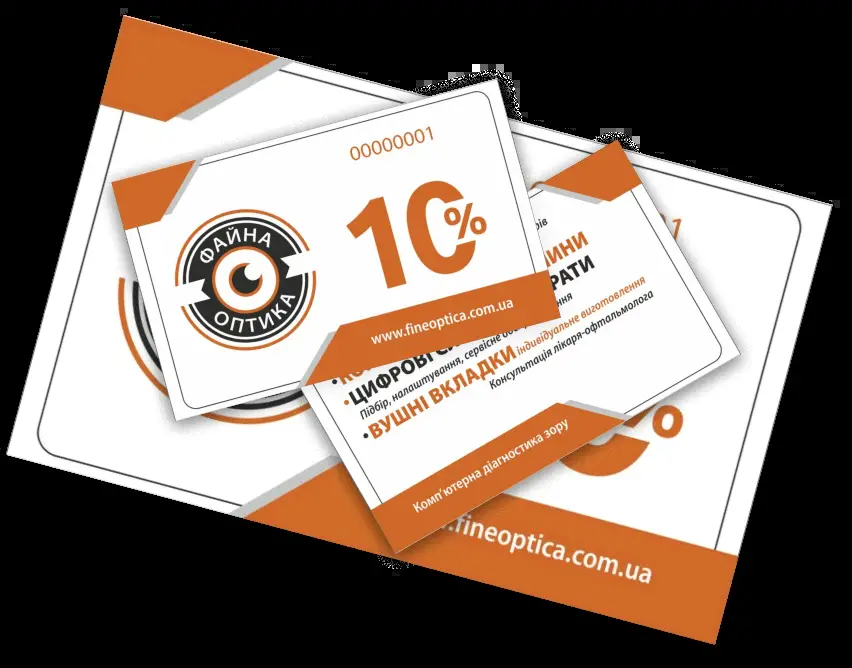 00000001
10%
ФАЙНА
ОПТИКА
www.fineoptica.com.ua
ЦИФРОВІ
РАТИ
Підбір, налаштування, сервісне
•ВУШНІ ВКЛАДКИ індивідуальне виготовлення
Консультація лікаря-офтальмолога
Комп'ютерна діагностика зору
1
%
.fineoptica.com.ua